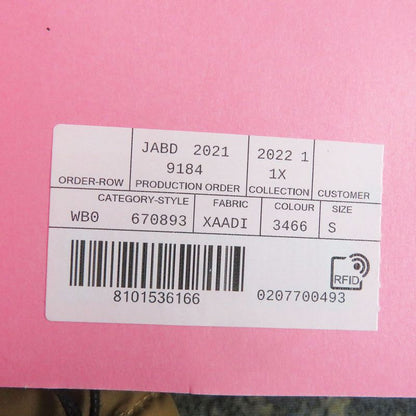 JABD 2021 2022 1
9184 1X
ORDER-ROW PRODUCTION ORDER COLLECTION CUSTOMER
CATEGORY-STYLE FABRIC COLOUR SIZE
WB0 670893 XAADI 3466 S
RFID
8101536166 0207700493